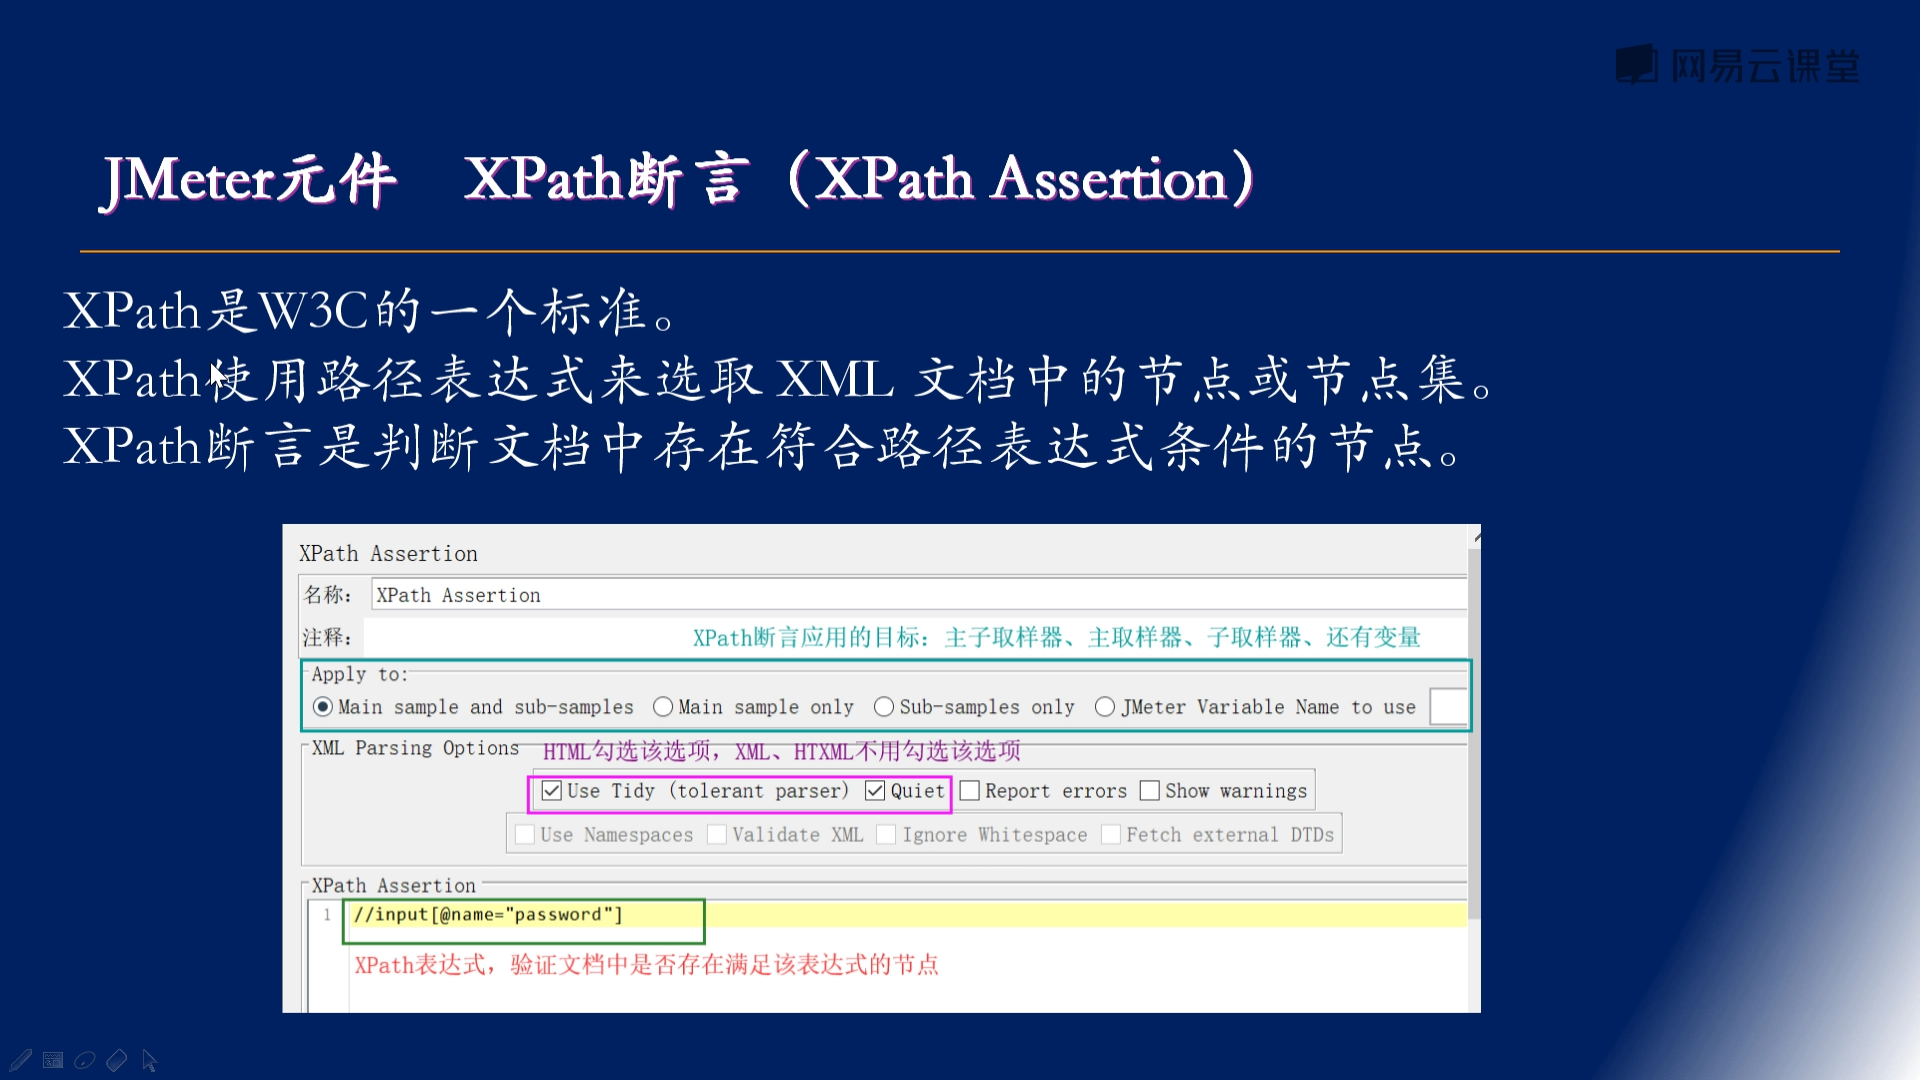 网易云课堂
JMeter元件 XPath断言（XPath Assertion）
XPath是W3C的一个标准。
XPath使用路径表达式来选取 XML 文档中的节点或节点集。
XPath断言是判断文档中存在符合路径表达式条件的节点。
XPath Assertion
名称： XPath Assertion
注释： XPath断言应用的目标：主子取样器、主取样器、子取样器、还有变量
Apply to:
Main sample and sub-samples Main sample only Sub-samples only JMeter Variable Name to use
XML Parsing Options HTML勾选该选项，XML、HTXML不用勾选该选项
Use Tidy (tolerant parser) Quiet Report errors Show warnings
Use Namespaces Validate XML Ignore Whitespace Fetch external DTDs
XPath Assertion
1 //input[@name="password"]
XPath表达式，验证文档中是否存在满足该表达式的节点